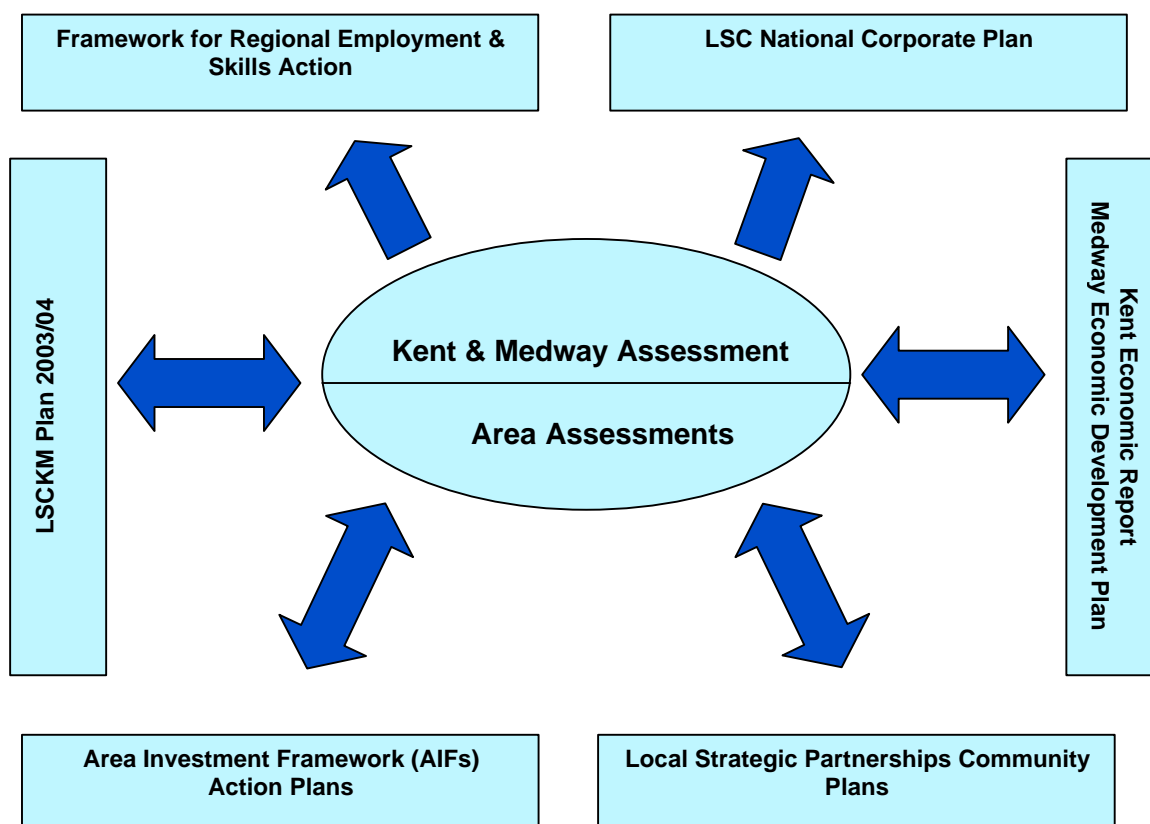 Framework for Regional Employment &
Skills Action
LSC National Corporate Plan
LSCKM Plan 2003/04
Kent & Medway Assessment
Area Assessments
Kent Economic Report
Medway Economic Development Plan
Area Investment Framework (AIFs)
Action Plans
Local Strategic Partnerships Community
Plans